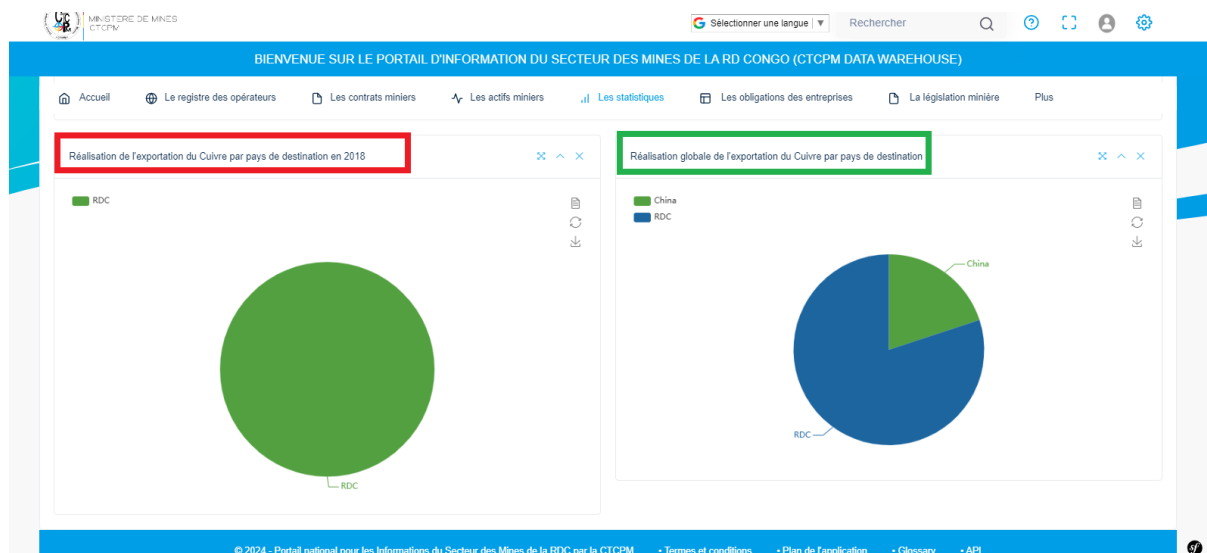 MINISTERE DE MINES
CTCPM
Sélectionner une langue
Rechercher
BIENVENUE SUR LE PORTAIL D'INFORMATION DU SECTEUR DES MINES DE LA RD CONGO (CTCPM DATA WAREHOUSE)
Accueil
Le registre des opérateurs
Les contrats miniers
Les actifs miniers
Les statistiques
Les obligations des entreprises
La législation minière
Plus
Réalisation de l'exportation du Cuivre par pays de destination en 2018
RDC
RDC
Réalisation globale de l'exportation du Cuivre par pays de destination
China
RDC
China
RDC
© 2024 - Portail national pour les Informations du Secteur des Mines de la RDC par la CTCPM • Termes et conditions • Plan de l'application • Glossary • API